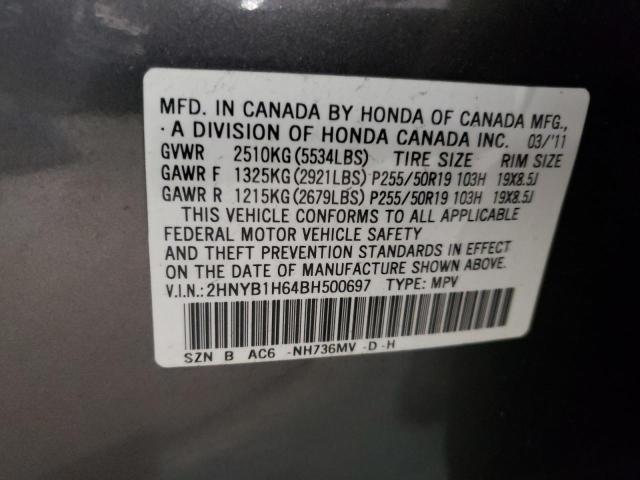 MFD. IN CANADA BY HONDA OF CANADA MFG.,
· A DIVISION OF HONDA CANADA INC. 03/'11
GVWR 2510KG(5534LBS) TIRE SIZE RIM SIZE
GAWR F 1325KG(2921LBS) P255/50R19 103H 19X8.5J
GAWR R 1215KG(2679LBS) P255/50R19 103H 19X8.5J
THIS VEHICLE CONFORMS TO ALL APPLICABLE
FEDERAL MOTOR VEHICLE SAFETY
AND THEFT PREVENTION STANDARDS IN EFFECT
ON THE DATE OF MANUFACTURE SHOWN ABOVE.
V.I.N.:2HNYB1H64BH500697 TYPE: MPV
SZN B AC6 -NH736MV -D -H